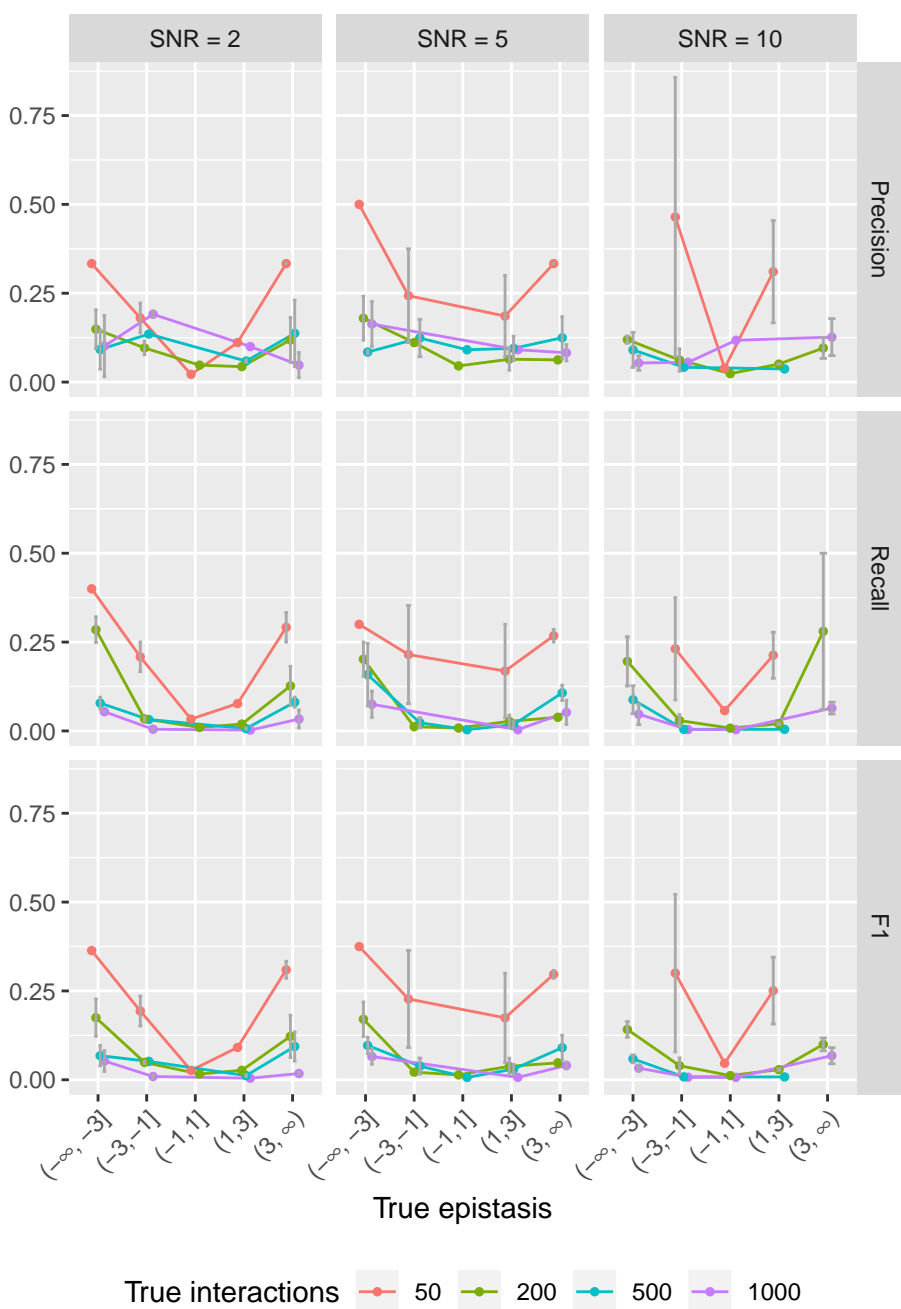 SNR = 2 SNR = 5 SNR = 10
0.75
0.50
0.25
0.00
Precision
0.75
0.50
0.25
0.00
Recall
0.75
0.50
0.25
0.00
F1
(−∞, −3] (−3,−1] (−1,1] (1,3] (3, ∞) (−∞, −3] (−3,−1] (−1,1] (1,3] (3, ∞) (−∞, −3] (−3,−1] (−1,1] (1,3] (3, ∞)
True epistasis
True interactions 50 200 500 1000